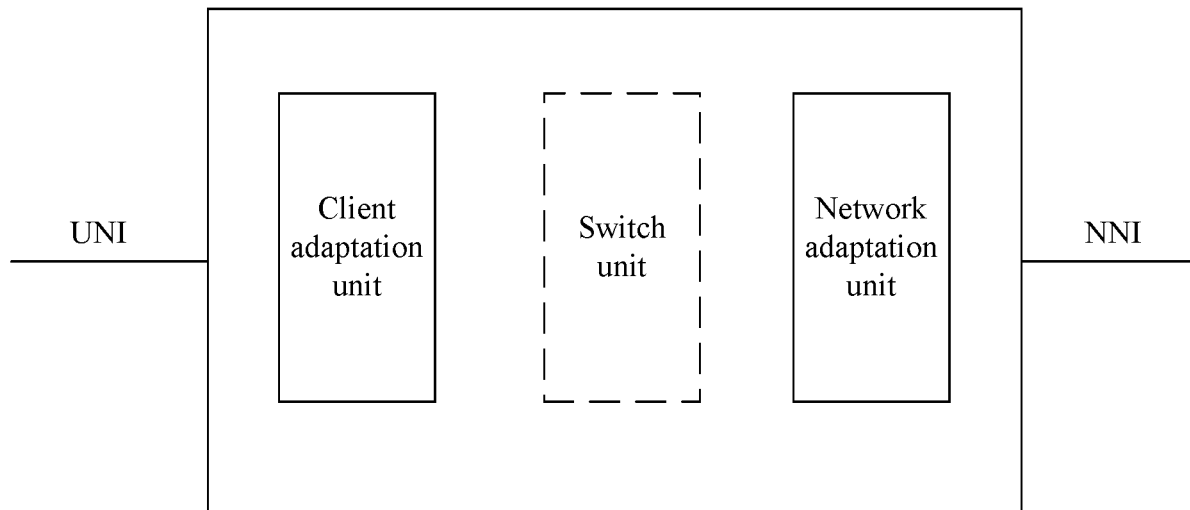 UNI
Client
adaptation
unit
Switch
unit
Network
adaptation
unit
NNI